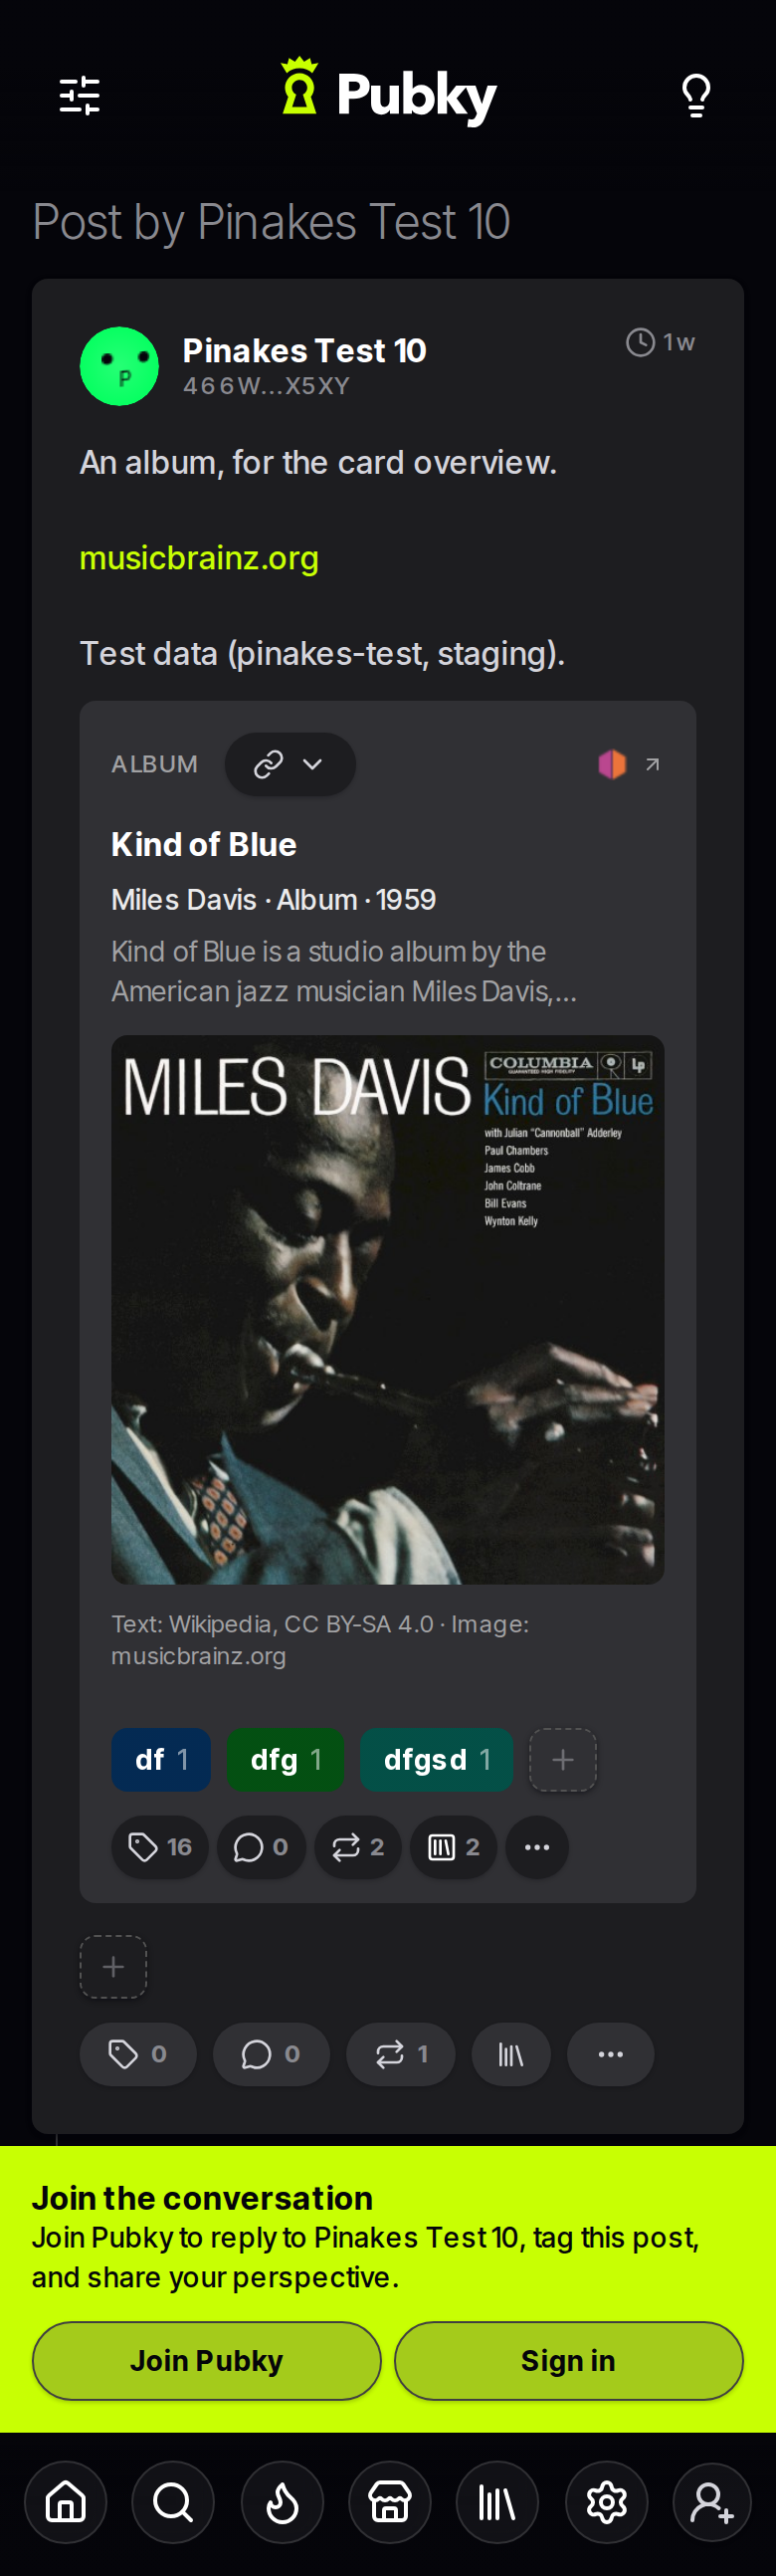 Pubky
Post by Pinakes Test 10
Pinakes Test 10
1w
466W...X5XY
An album, for the card overview.
musicbrainz.org
Test data (pinakes-test, staging).
ALBUM
Kind of Blue
Miles Davis · Album · 1959
Kind of Blue is a studio album by the
American jazz musician Miles Davis,...
MILES DAVIS
COLUMBIA
GUARANTEED HIGH FIDELITY
Lp
Kind of Blue
with Julian "Cannonball" Adderley
Paul Chambers
James Cobb
John Coltrane
Bill Evans
Wynton Kelly
Text: Wikipedia, CC BY-SA 4.0 · Image:
musicbrainz.org
df 1 dfg 1 dfgsd 1
16 0 2 2
0 0 1
Join the conversation
Join Pubky to reply to Pinakes Test 10, tag this post,
and share your perspective.
Join Pubky
Sign in